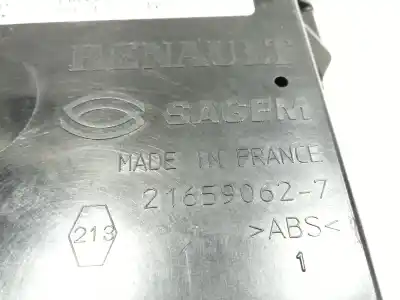 RENAULT
SAGEM
MADE IN FRANCE
21659062-7
213
>ABS<
1